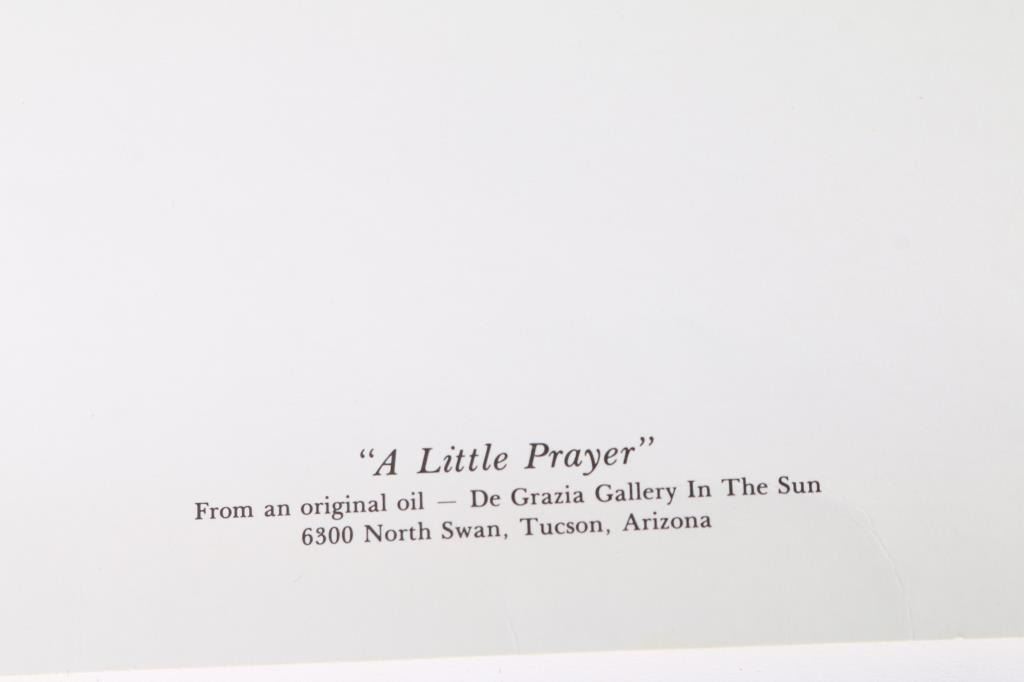 “A Little Prayer”
From an original oil — De Grazia Gallery In The Sun
6300 North Swan, Tucson, Arizona